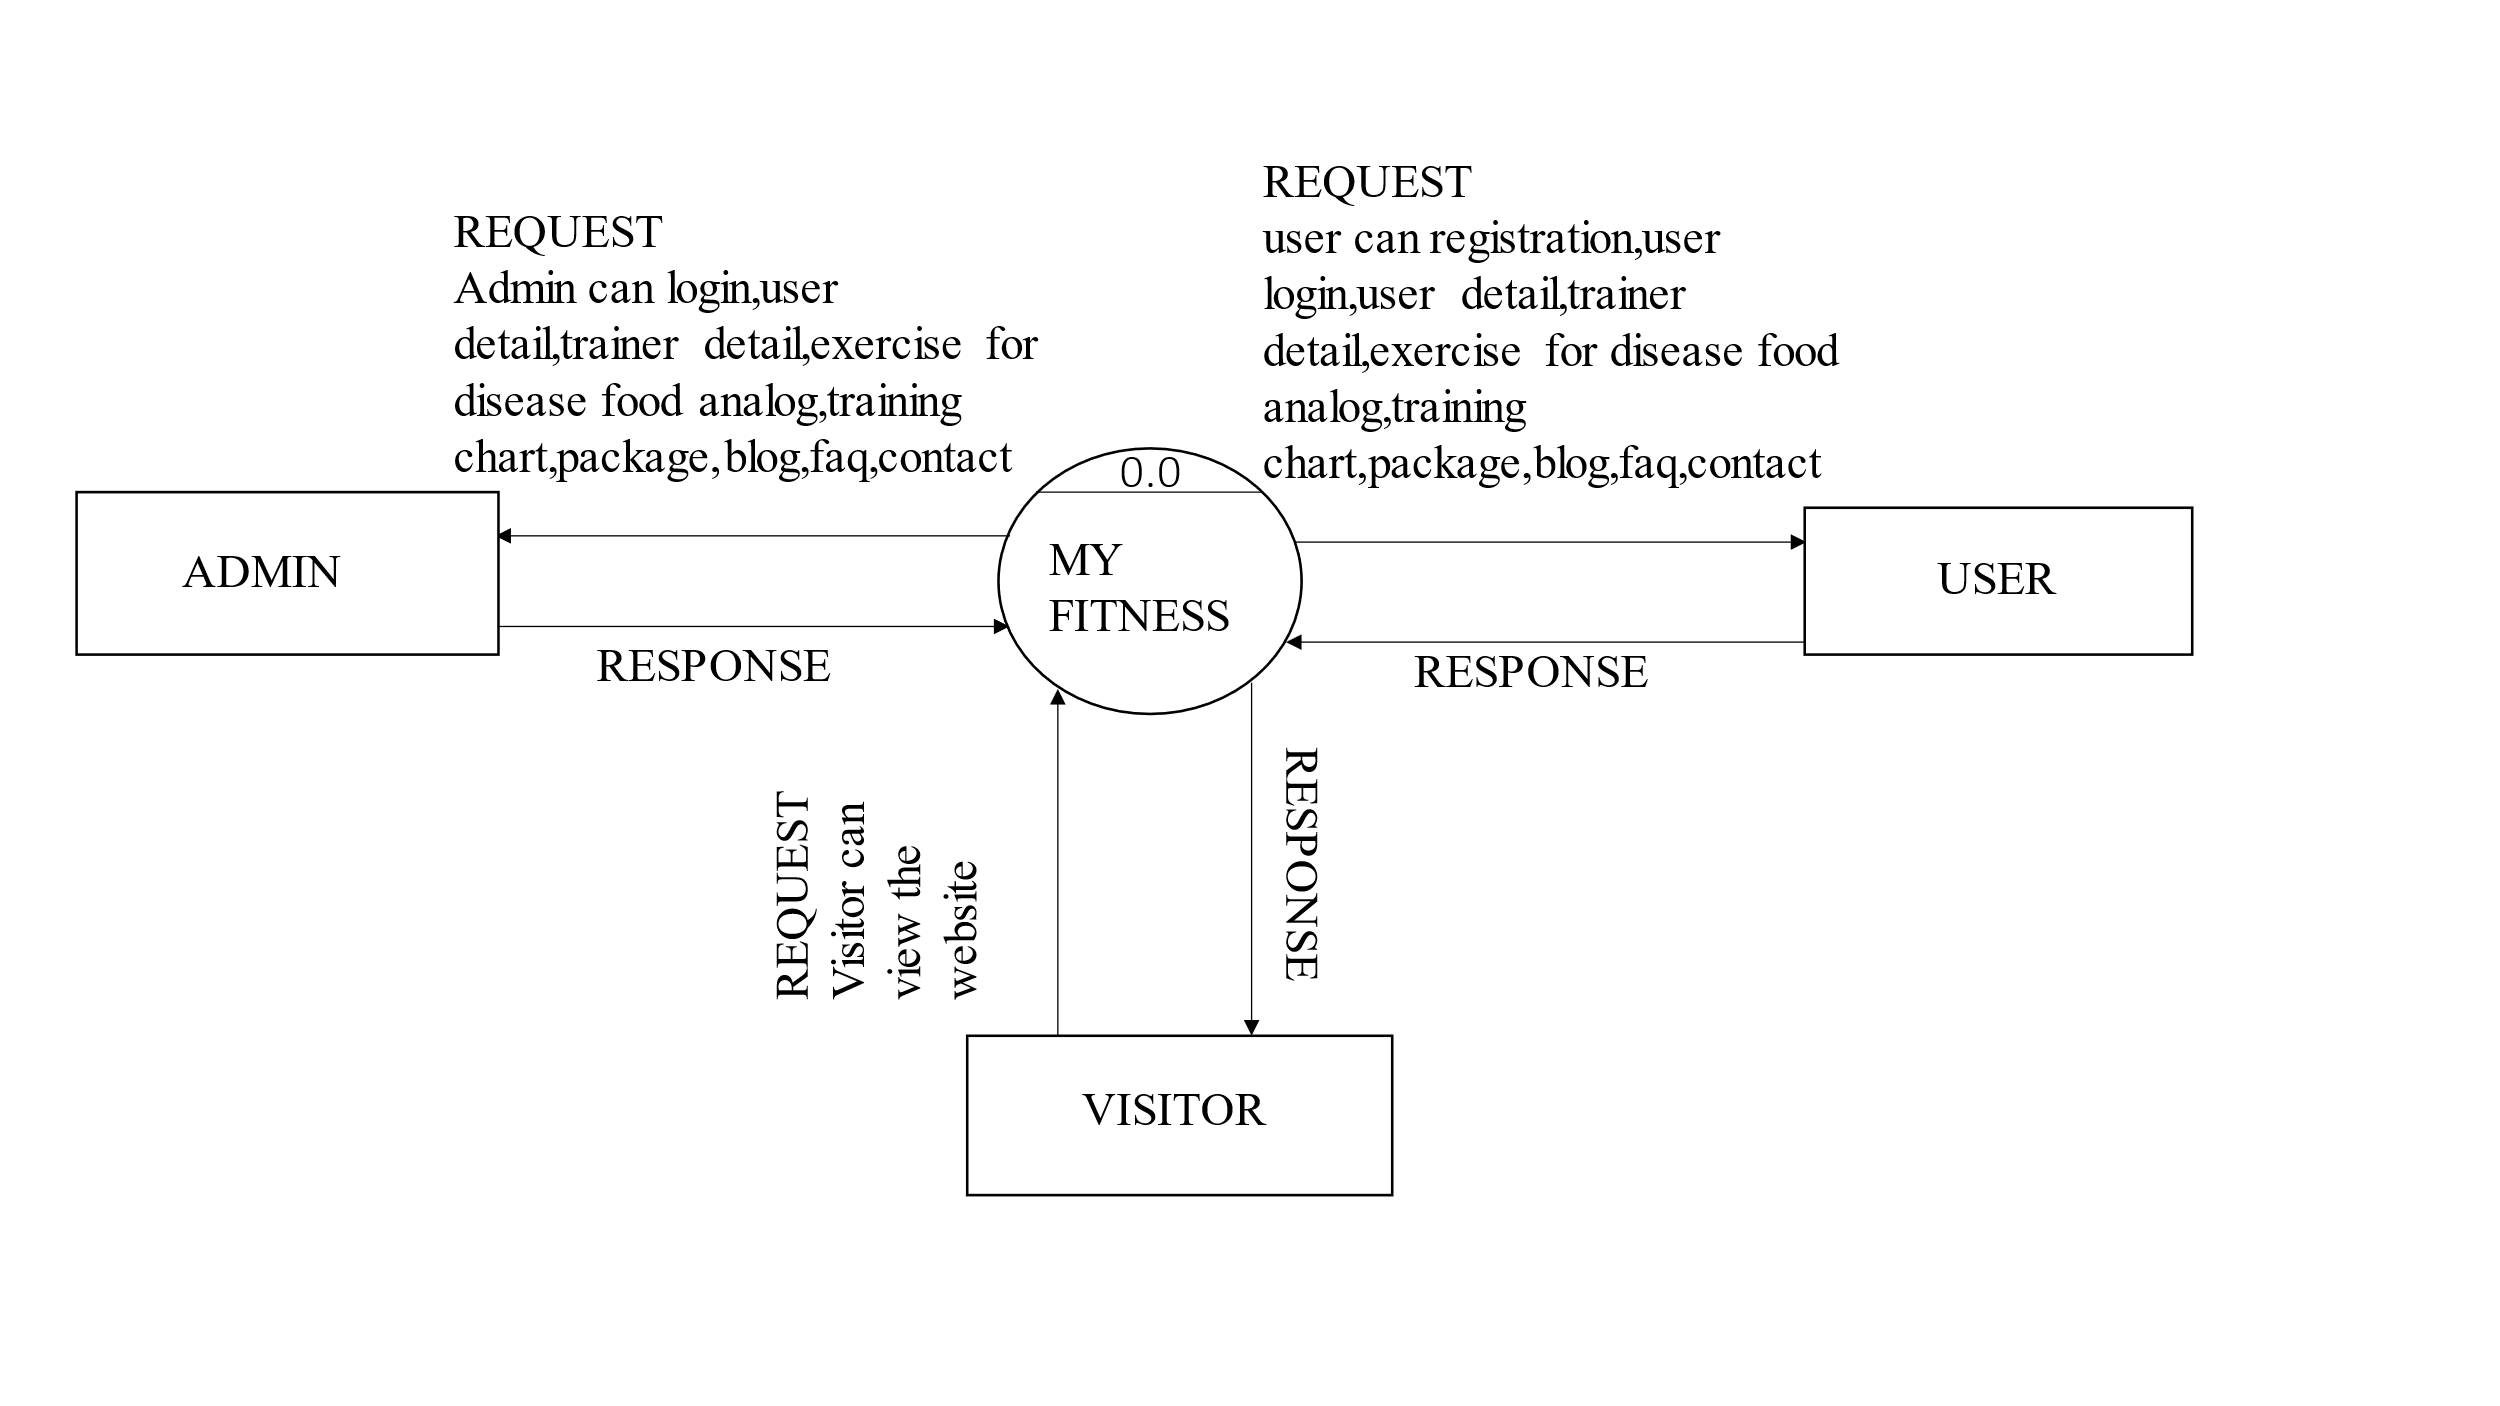 REQUEST
Admin can login,user
detail,trainer detail,exercise for
disease food analog,training
chart,package,blog,faq,contact
REQUEST
user can registration,user
login,user detail,trainer
detail,exercise for disease food
analog,training
chart,package,blog,faq,contact
0.0
MY
FITNESS
ADMIN
USER
RESPONSE
RESPONSE
REQUEST
Visitor can
view the
website
RESPONSE
VISITOR